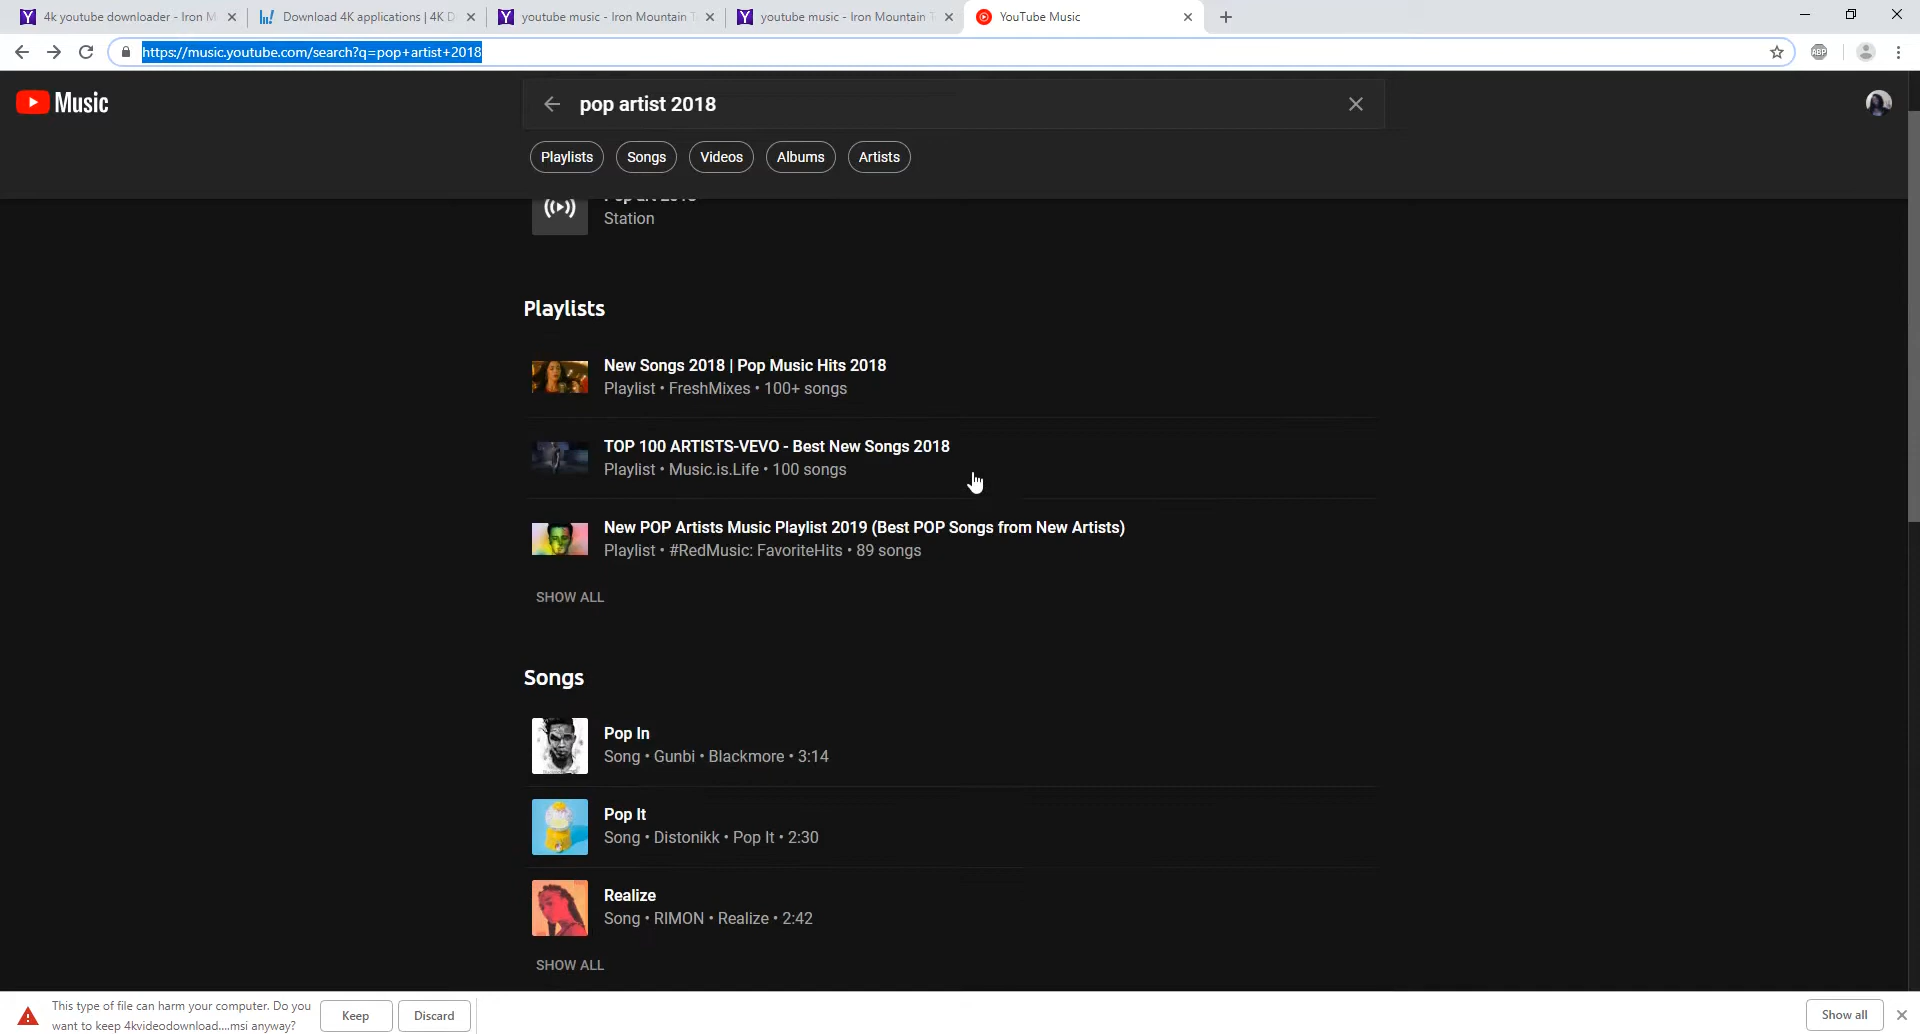 4k youtube downloader - Iron M
Download 4K applications | 4K D
youtube music - Iron Mountain T
youtube music - Iron Mountain T
YouTube Music
https://music.youtube.com/search?q=pop+artist+2018
ABP
Music
pop artist 2018
Playlists
Songs
Videos
Albums
Artists
Station
Playlists
New Songs 2018 | Pop Music Hits 2018
Playlist • FreshMixes • 100+ songs
TOP 100 ARTISTS-VEVO - Best New Songs 2018
Playlist • Music.is.Life • 100 songs
New POP Artists Music Playlist 2019 (Best POP Songs from New Artists)
Playlist • #RedMusic: FavoriteHits • 89 songs
SHOW ALL
Songs
Pop In
Song • Gunbi • Blackmore • 3:14
Pop It
Song • Distonikk • Pop It • 2:30
Realize
Song • RIMON • Realize • 2:42
SHOW ALL
This type of file can harm your computer. Do you
want to keep 4kvideodownload....msi anyway?
Keep
Discard
Show all